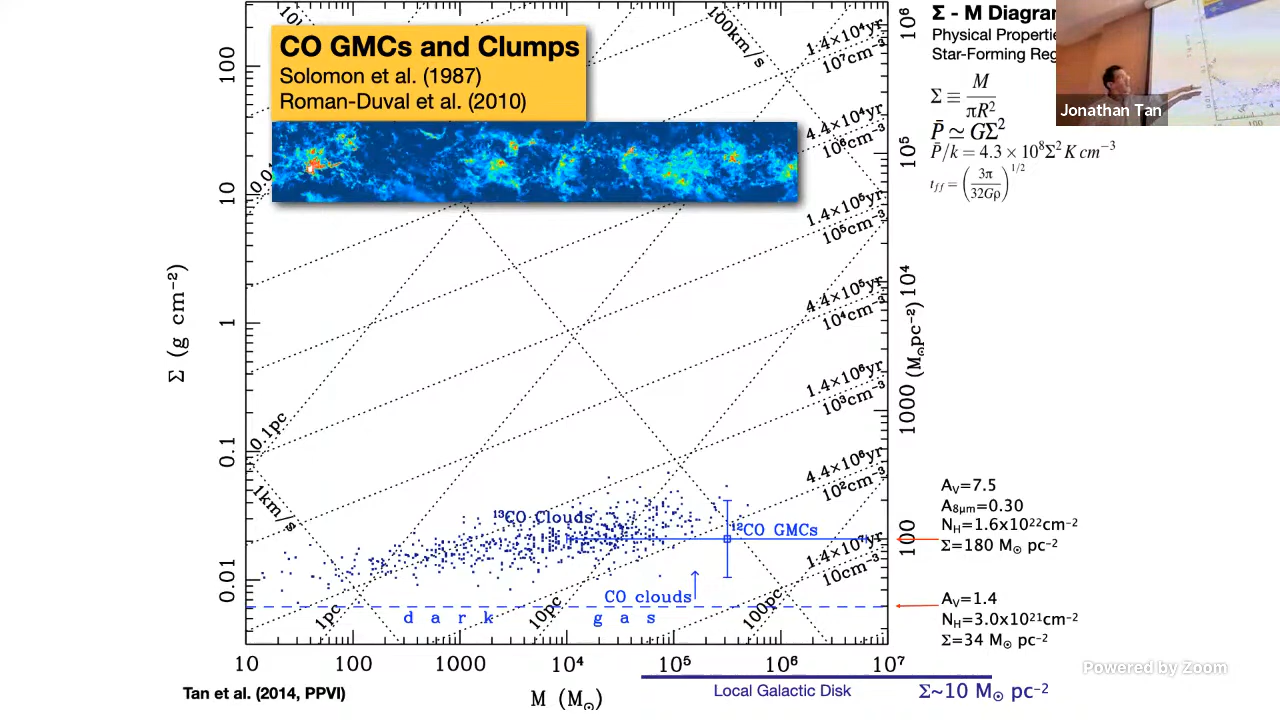 CO GMCs and Clumps
Solomon et al. (1987)
Roman-Duval et al. (2010)
Σ - M Diagram
Physical Properties
Star-Forming Reg
Σ ≡ M / πR²
P̄ ≃ GΣ²
P̄/k = 4.3 × 10⁸Σ² K cm⁻³
t_ff = (3π / 32Gρ)^1/2
Jonathan Tan
100km/s
1.4×10⁴yr
10⁷cm⁻³
4.4×10⁴yr
10⁶cm⁻³
1.4×10⁵yr
10⁵cm⁻³
4.4×10⁵yr
10⁴cm⁻³
1.4×10⁶yr
10³cm⁻³
4.4×10⁶yr
10²cm⁻³
1.4×10⁷yr
10cm⁻³
100
10
1
0.1
0.01
Σ (g cm⁻²)
10⁶
10⁵
10⁴
1000
100
(M⊙pc⁻²)
0.01
0.1pc
1km/s
1pc
10pc
100pc
¹³CO Clouds
¹²CO GMCs
CO clouds
dark gas
A_V=7.5
A_8μm=0.30
N_H=1.6x10²²cm⁻²
Σ=180 M⊙ pc⁻²
A_V=1.4
N_H=3.0x10²¹cm⁻²
Σ=34 M⊙ pc⁻²
10 100 1000 10⁴ 10⁵ 10⁶ 10⁷
M (M⊙)
Tan et al. (2014, PPVI)
Local Galactic Disk
Σ~10 M⊙ pc⁻²
Powered by Zoom